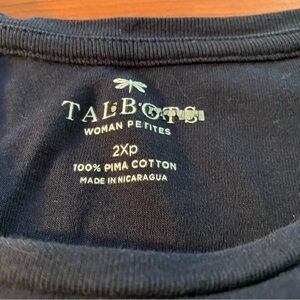 TALBOTS
WOMAN PETITES
2Xp
100% PIMA COTTON
MADE IN NICARAGUA